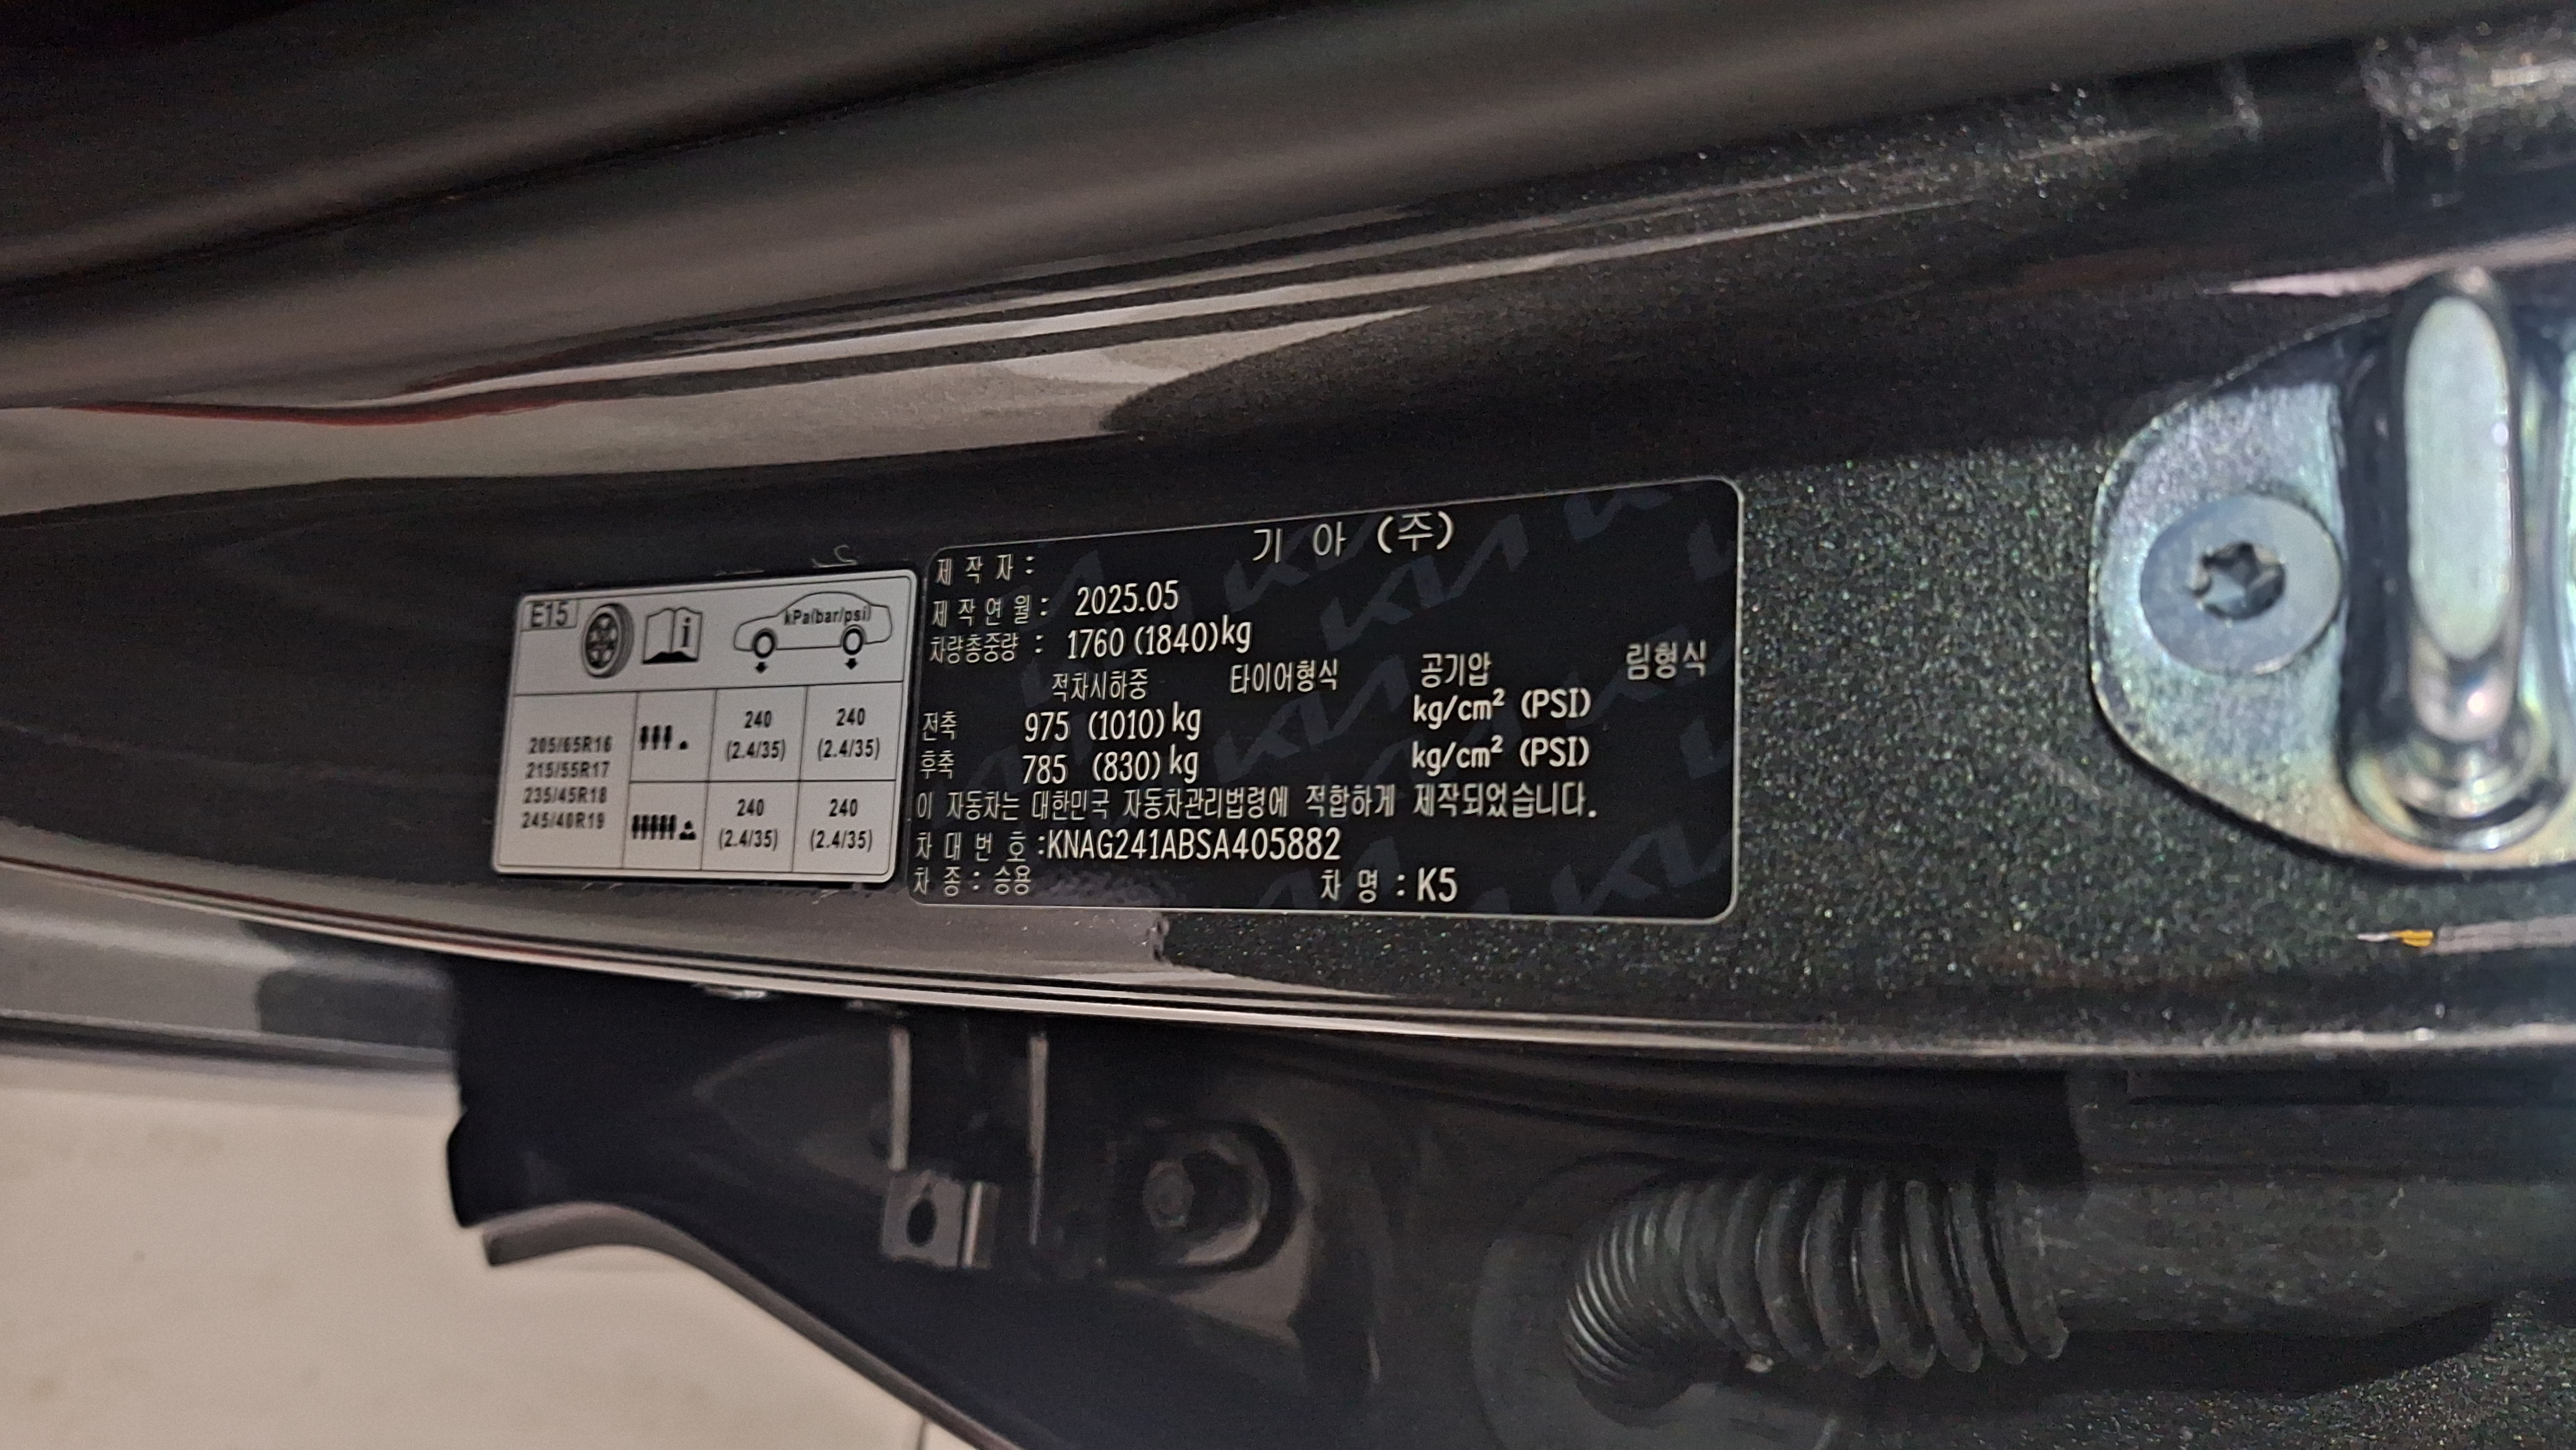 E15
kPa(bar/psi)
205/65R16
215/55R17
235/45R18
245/40R19
240 (2.4/35)
240 (2.4/35)
240 (2.4/35)
240 (2.4/35)
제작자 : 기아(주)
제작연월 : 2025.05
차량총중량 : 1760 (1840)kg
적차시하중 타이어형식 공기압 림형식
전축 975 (1010) kg kg/cm² (PSI)
후축 785 (830) kg kg/cm² (PSI)
이 자동차는 대한민국 자동차관리법령에 적합하게 제작되었습니다.
차대번호 :KNAG241ABSA405882
차종 : 승용 차명 : K5